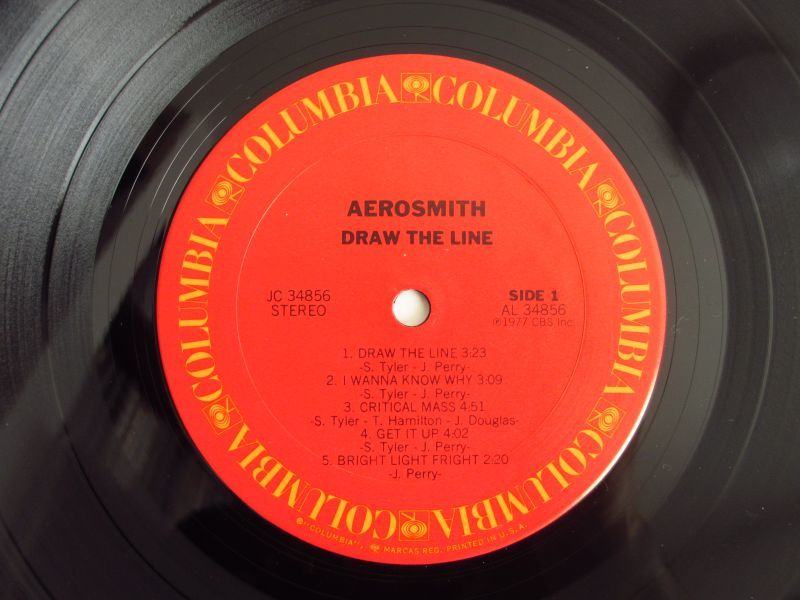 COLUMBIA COLUMBIA COLUMBIA COLUMBIA COLUMBIA COLUMBIA
AEROSMITH
DRAW THE LINE
JC 34856
STEREO
SIDE 1
AL 34856
℗1977 CBS Inc.
1. DRAW THE LINE 3:23
-S. Tyler - J. Perry-
2. I WANNA KNOW WHY 3:09
-S. Tyler - J. Perry-
3. CRITICAL MASS 4:51
-S. Tyler - T. Hamilton - J. Douglas-
4. GET IT UP 4:02
-S. Tyler - J. Perry-
5. BRIGHT LIGHT FRIGHT 2:20
-J. Perry-
®"COLUMBIA", MARCAS REG. PRINTED IN U.S.A.